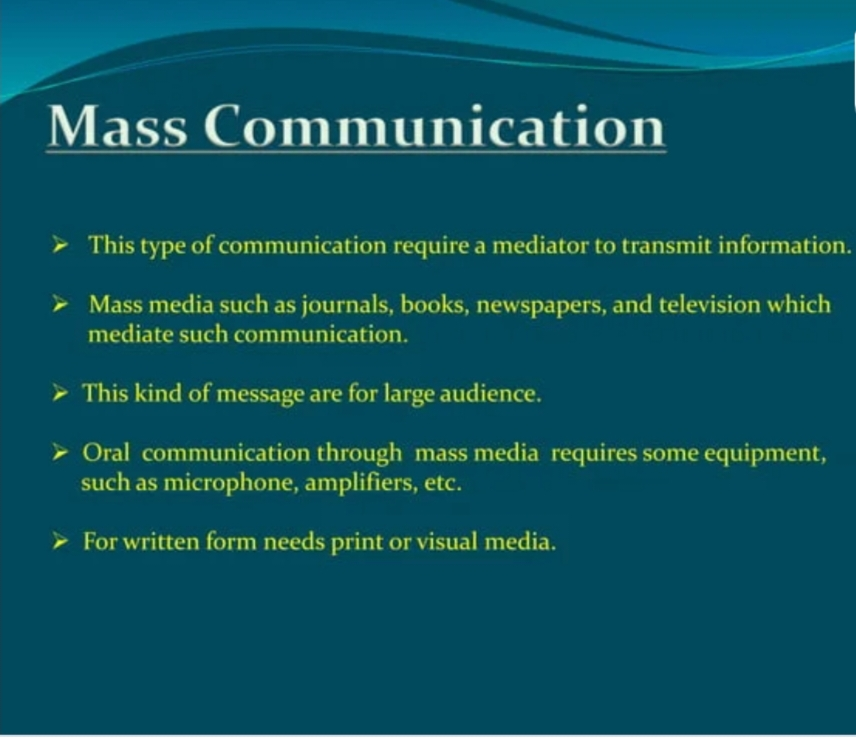 Mass Communication
➢ This type of communication require a mediator to transmit information.
➢ Mass media such as journals, books, newspapers, and television which
mediate such communication.
➢ This kind of message are for large audience.
➢ Oral communication through mass media requires some equipment,
such as microphone, amplifiers, etc.
➢ For written form needs print or visual media.